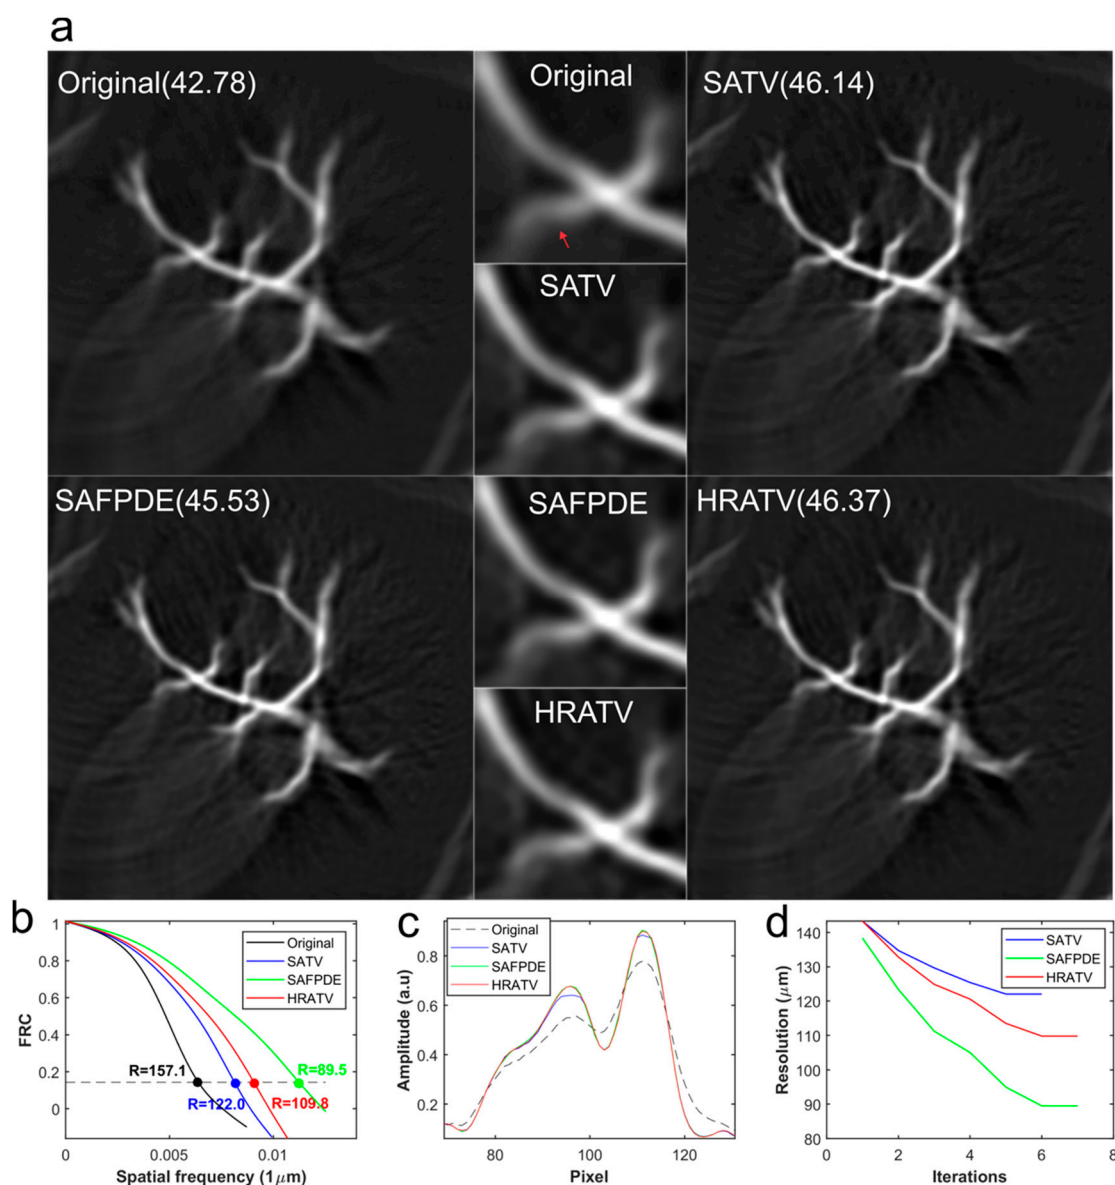 a
Original(42.78)
Original
SATV(46.14)
SATV
SAFPDE(45.53)
SAFPDE
HRATV(46.37)
HRATV
b
1
0.8
0.6
0.4
0.2
0
FRC
Original
SATV
SAFPDE
HRATV
R=157.1
R=89.5
R=122.0
R=109.8
0
0.005
0.01
Spatial frequency (1μm)
c
0.8
0.6
0.4
0.2
Amplitude (a.u)
Original
SATV
SAFPDE
HRATV
80
100
120
Pixel
d
140
130
120
110
100
90
80
Resolution (μm)
SATV
SAFPDE
HRATV
0
2
4
6
8
Iterations